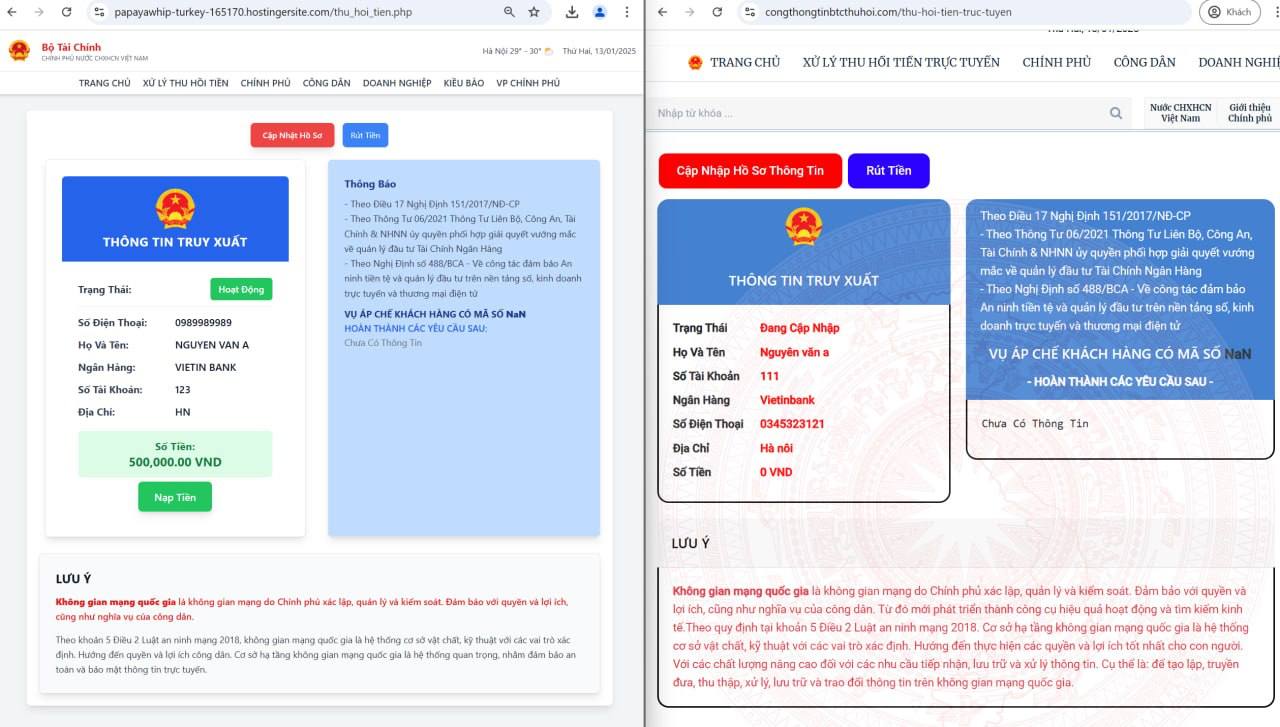 papayawhip-turkey-165170.hostingersite.com/thu_hoi_tien.php
Bộ Tài Chính
CHÍNH PHỦ NƯỚC CHXHCN VIỆT NAM
Hà Nội 29° - 30°
Thứ Hai, 13/01/2025
TRANG CHỦ XỬ LÝ THU HỒI TIỀN CHÍNH PHỦ CÔNG DÂN DOANH NGHIỆP KIỀU BÀO VP CHÍNH PHỦ
Cập Nhật Hồ Sơ
Rút Tiền
THÔNG TIN TRUY XUẤT
Trạng Thái: Hoạt Động
Số Điện Thoại: 0989989989
Họ Và Tên: NGUYEN VAN A
Ngân Hàng: VIETIN BANK
Số Tài Khoản: 123
Địa Chỉ: HN
Số Tiền:
500,000.00 VND
Nạp Tiền
Thông Báo
- Theo Điều 17 Nghị Định 151/2017/NĐ-CP
- Theo Thông Tư 06/2021 Thông Tư Liên Bộ, Công An, Tài
Chính & NHNN ủy quyền phối hợp giải quyết vướng mắc
về quản lý đầu tư Tài Chính Ngân Hàng
- Theo Nghị Định số 488/BCA - Về công tác đảm bảo An
ninh tiền tệ và quản lý đầu tư trên nền tảng số, kinh doanh
trực tuyến và thương mại điện tử
VỤ ÁP CHẾ KHÁCH HÀNG CÓ MÃ SỐ NaN
HOÀN THÀNH CÁC YÊU CẦU SAU:
Chưa Có Thông Tin
LƯU Ý
Không gian mạng quốc gia là không gian mạng do Chính phủ xác lập, quản lý và kiểm soát. Đảm bảo với quyền và lợi ích,
cũng như nghĩa vụ của công dân.
Theo khoản 5 Điều 2 Luật an ninh mạng 2018, không gian mạng quốc gia là hệ thống cơ sở vật chất, kỹ thuật với các vai trò xác
định. Hướng đến quyền và lợi ích công dân. Cơ sở hạ tầng không gian mạng quốc gia là hệ thống quan trọng, nhằm đảm bảo an
toàn và bảo mật thông tin trực tuyến.
congthongtinbtcthuhoi.com/thu-hoi-tien-truc-tuyen
Khách
TRANG CHỦ XỬ LÝ THU HỒI TIỀN TRỰC TUYẾN CHÍNH PHỦ CÔNG DÂN DOANH NGHI
Nhập từ khóa ...
Nước CHXHCN
Việt Nam
Giới thiệu
Chính phủ
Cập Nhập Hồ Sơ Thông Tin
Rút Tiền
THÔNG TIN TRUY XUẤT
Trạng Thái Đang Cập Nhập
Họ Và Tên Nguyên văn a
Số Tài Khoản 111
Ngân Hàng Vietinbank
Số Điện Thoại 0345323121
Địa Chỉ Hà nôi
Số Tiền 0 VND
Theo Điều 17 Nghị Định 151/2017/NĐ-CP
- Theo Thông Tư 06/2021 Thông Tư Liên Bộ, Công An,
Tài Chính & NHNN ủy quyền phối hợp giải quyết vướng
mắc về quản lý đầu tư Tài Chính Ngân Hàng
- Theo Nghị Định số 488/BCA - Về công tác đảm bảo
An ninh tiền tệ và quản lý đầu tư trên nền tảng số, kinh
doanh trực tuyến và thương mại điện tử
VỤ ÁP CHẾ KHÁCH HÀNG CÓ MÃ SỐ NaN
- HOÀN THÀNH CÁC YÊU CẦU SAU -
Chưa Có Thông Tin
LƯU Ý
Không gian mạng quốc gia là không gian mạng do Chính phủ xác lập, quản lý và kiểm soát. Đảm bảo với quyền và
lợi ích, cũng như nghĩa vụ của công dân. Từ đó mới phát triển thành công cụ hiệu quả hoạt động và tìm kiếm kinh
tế.Theo quy định tại khoản 5 Điều 2 Luật an ninh mạng 2018. Cơ sở hạ tầng không gian mạng quốc gia là hệ thống
cơ sở vật chất, kỹ thuật với các vai trò xác định. Hướng đến thực hiện các quyền và lợi ích tốt nhất cho con người.
Với các chất lượng nâng cao đối với các nhu cầu tiếp nhận, lưu trữ và xử lý thông tin. Cụ thể là: để tạo lập, truyền
đưa, thu thập, xử lý, lưu trữ và trao đổi thông tin trên không gian mạng quốc gia.